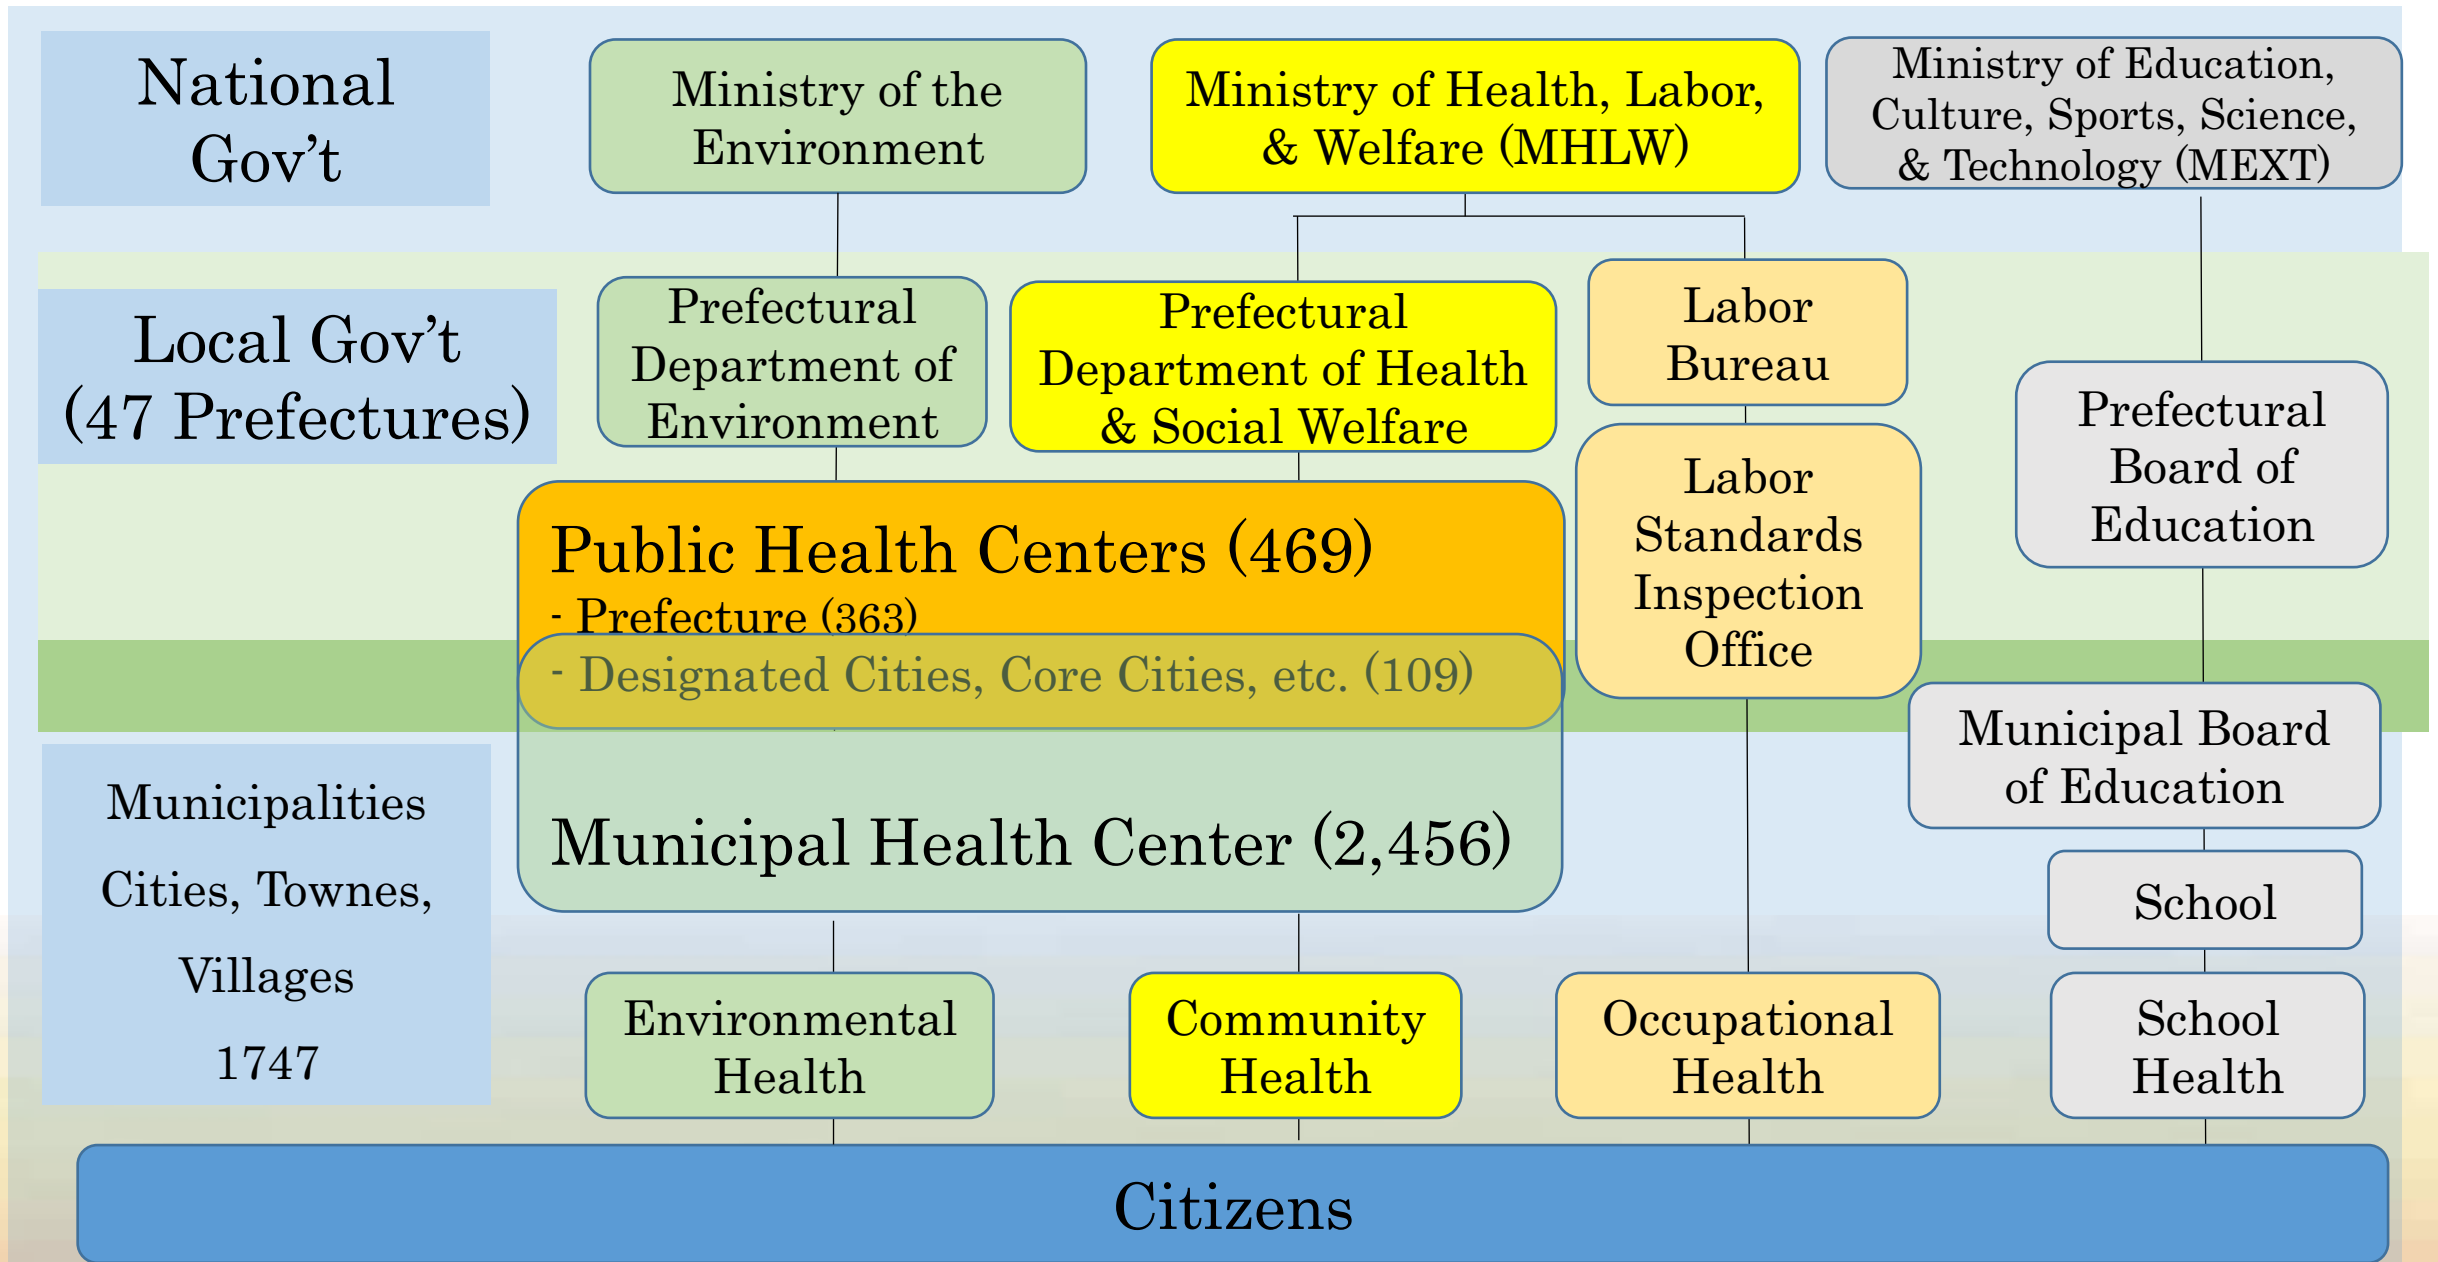 National
Gov’t
Ministry of the
Environment
Ministry of Health, Labor,
& Welfare (MHLW)
Ministry of Education,
Culture, Sports, Science,
& Technology (MEXT)
Local Gov’t
(47 Prefectures)
Prefectural
Department of
Environment
Prefectural
Department of Health
& Social Welfare
Labor
Bureau
Labor
Standards
Inspection
Office
Prefectural
Board of
Education
Public Health Centers (469)
- Prefecture (363)
- Designated Cities, Core Cities, etc. (109)
Municipal Health Center (2,456)
Municipal Board
of Education
School
Municipalities
Cities, Townes,
Villages
1747
Environmental
Health
Community
Health
Occupational
Health
School
Health
Citizens